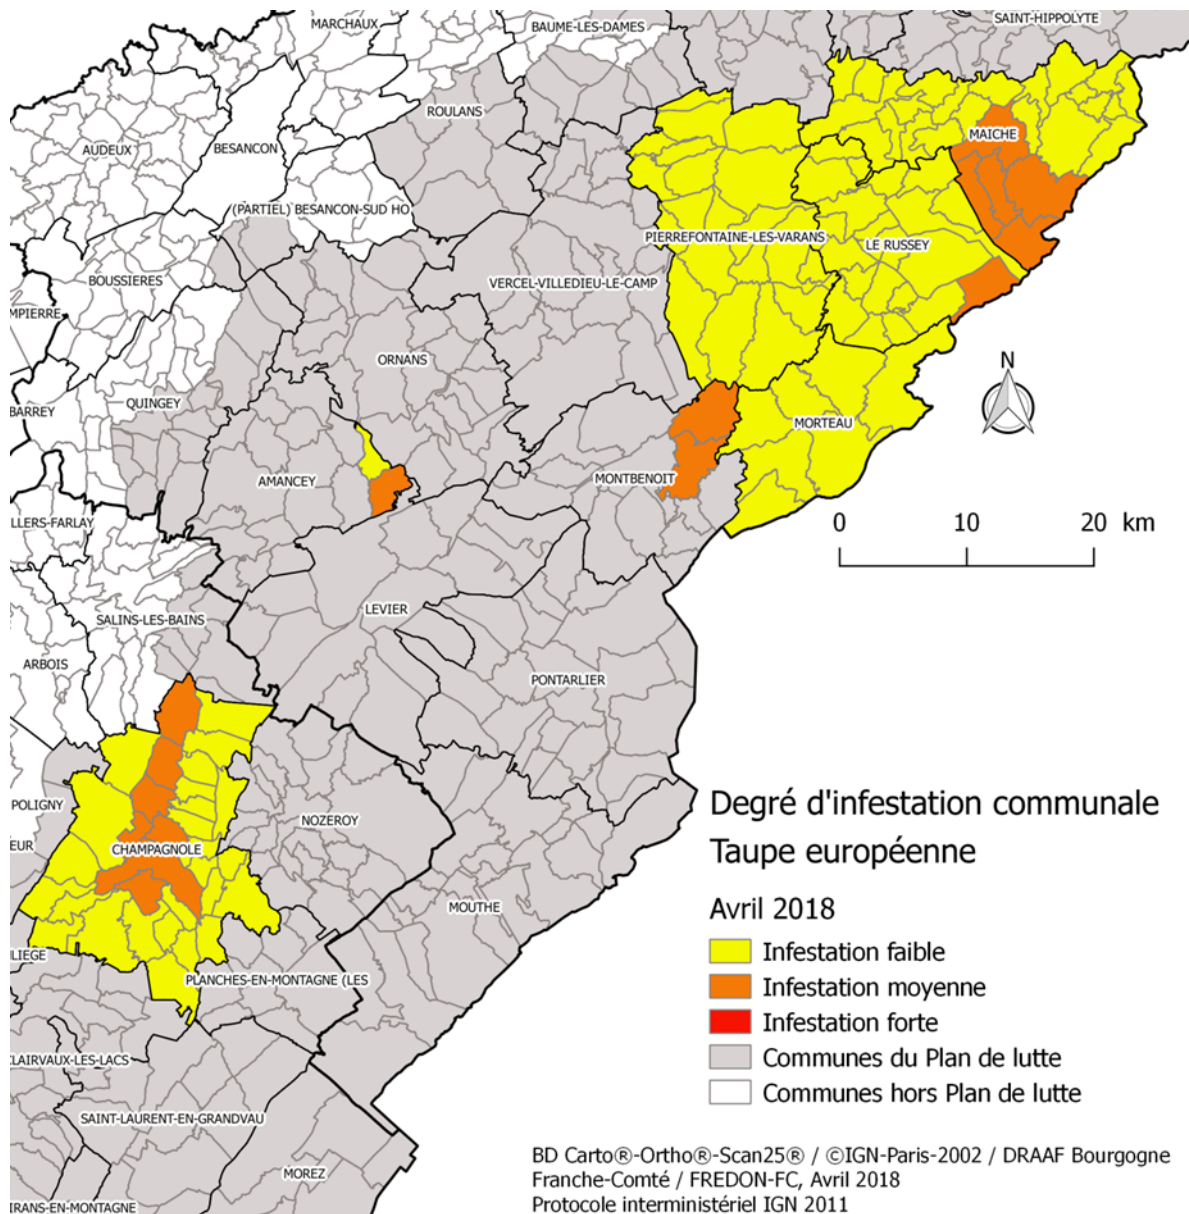 MARCHAUX
BAUME-LES-DAMES
SAINT-HIPPOLYTE
ROULANS
AUDEUX
BESANCON
MAICHE
(PARTIEL) BESANCON-SUD HO
PIERREFONTAINE-LES-VARANS
LE RUSSEY
BOUSSIERES
VERCEL-VILLEDIEU-LE-CAMP
MPIERRE
ORNANS
N
BARREY
QUINGEY
MORTEAU
AMANCEY
MONTBENOIT
LLERS-FARLAY
0 10 20 km
LEVIER
SALINS-LES-BAINS
ARBOIS
PONTARLIER
POLIGNY
NOZEROY
EUR
CHAMPAGNOLE
MOUTHE
LIEGE
PLANCHES-EN-MONTAGNE (LES
CLAIRVAUX-LES-LACS
SAINT-LAURENT-EN-GRANDVAU
MOREZ
IRANS-EN-MONTAGNE
Degré d'infestation communale
Taupe européenne
Avril 2018
Infestation faible
Infestation moyenne
Infestation forte
Communes du Plan de lutte
Communes hors Plan de lutte
BD Carto®-Ortho®-Scan25® / ©IGN-Paris-2002 / DRAAF Bourgogne
Franche-Comté / FREDON-FC, Avril 2018
Protocole interministériel IGN 2011